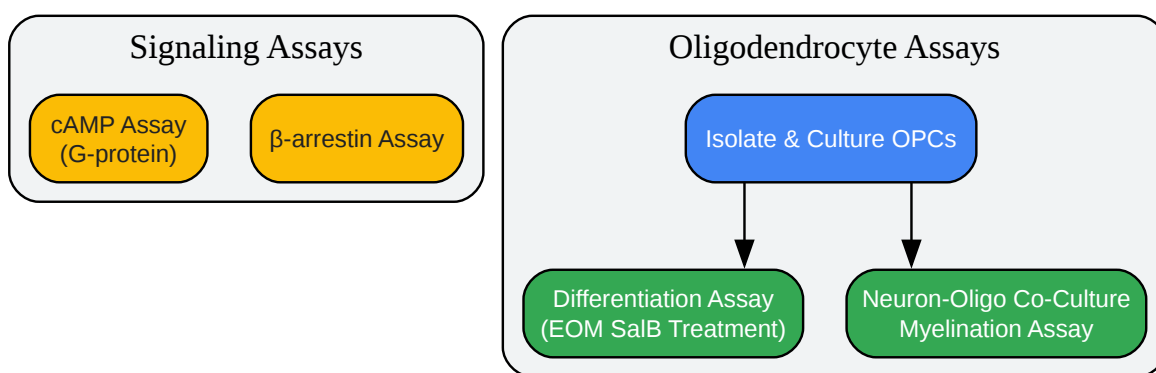 Signaling Assays
cAMP Assay
(G-protein)
β-arrestin Assay
Oligodendrocyte Assays
Isolate & Culture OPCs
Differentiation Assay
(EOM SalB Treatment)
Neuron-Oligo Co-Culture
Myelination Assay